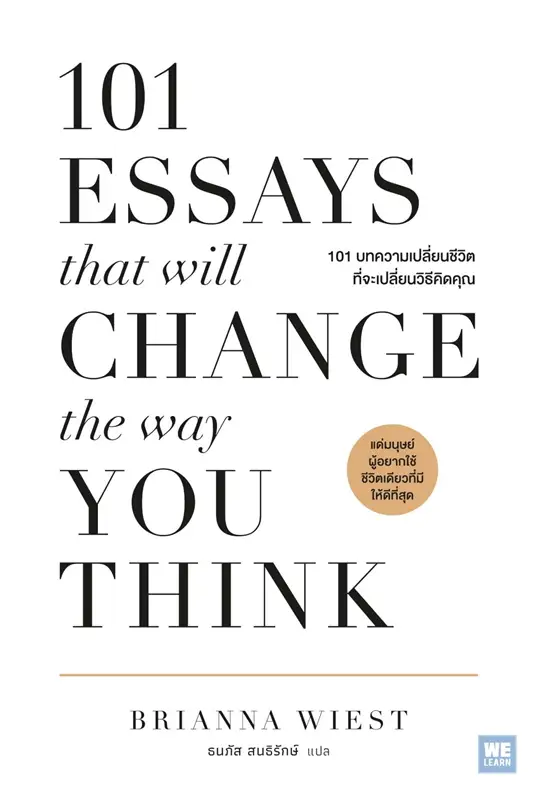 101
ESSAYS
that will
101 บทความเปลี่ยนชีวิต
ที่จะเปลี่ยนวิธีคิดคุณ
CHANGE
the way
YOU
แด่มนุษย์
ผู้อยากใช้
ชีวิตเดียวที่มี
ให้ดีที่สุด
THINK
BRIANNA WIEST
ธนภัส สนธิรักษ์ แปล
WE
LEARN